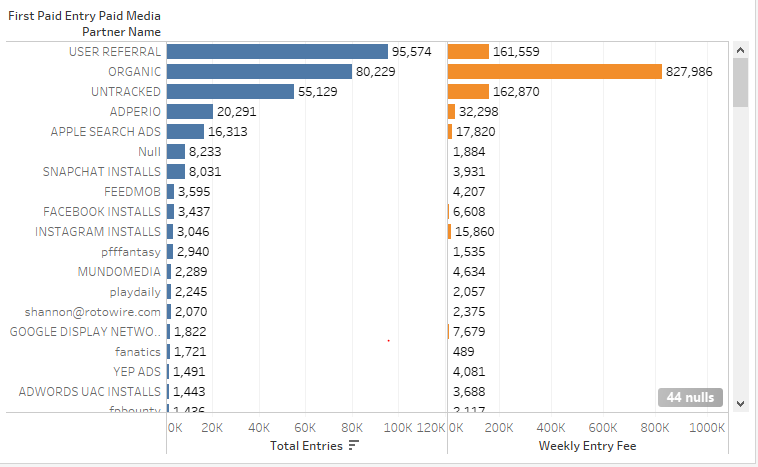 First Paid Entry Paid Media
Partner Name
USER REFERRAL 95,574 161,559
ORGANIC 80,229 827,986
UNTRACKED 55,129 162,870
ADPERIO 20,291 32,298
APPLE SEARCH ADS 16,313 17,820
Null 8,233 1,884
SNAPCHAT INSTALLS 8,031 3,931
FEEDMOB 3,595 4,207
FACEBOOK INSTALLS 3,437 6,608
INSTAGRAM INSTALLS 3,046 15,860
pfffantasy 2,940 1,535
MUNDOMEDIA 2,289 4,634
playdaily 2,245 2,057
shannon@rotowire.com 2,070 2,375
GOOGLE DISPLAY NETWO.. 1,822 7,679
fanatics 1,721 489
YEP ADS 1,491 4,081
ADWORDS UAC INSTALLS 1,443 3,688
44 nulls
fpbounty 1,436 2,117
0K 20K 40K 60K 80K 100K 120K 0K 200K 400K 600K 800K 1000K
Total Entries Weekly Entry Fee